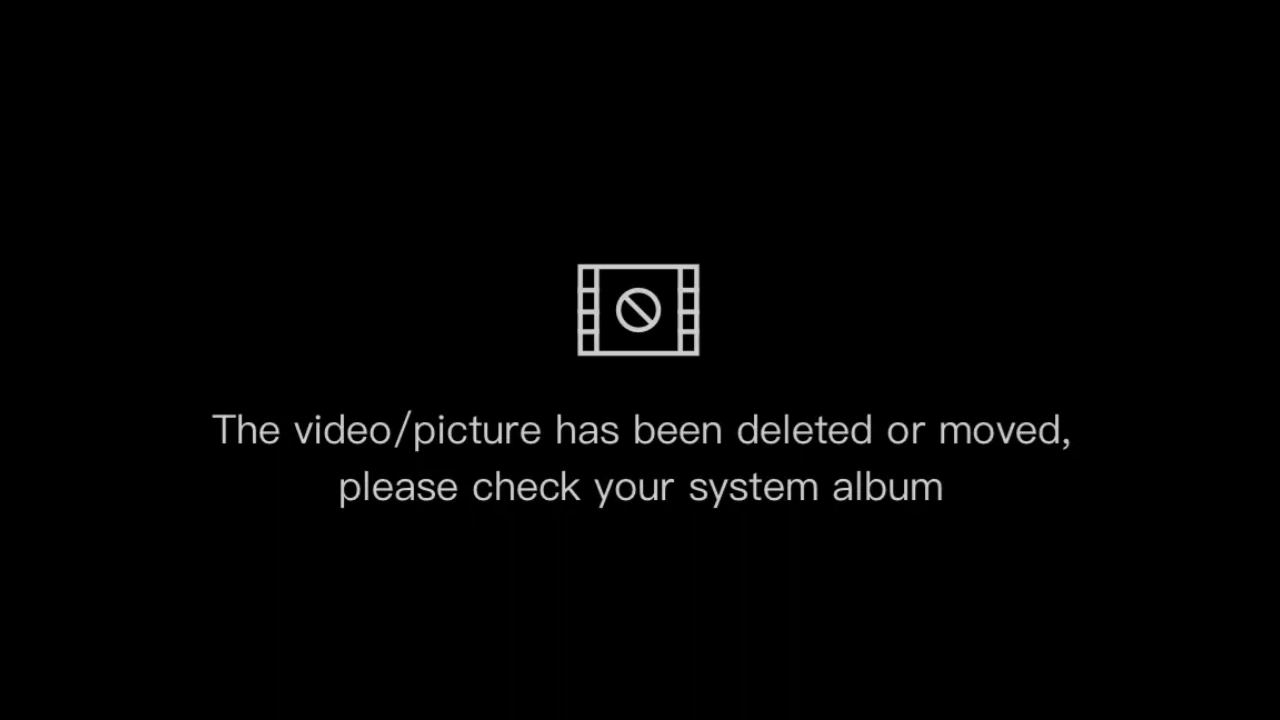 The video/picture has been deleted or moved,
please check your system album